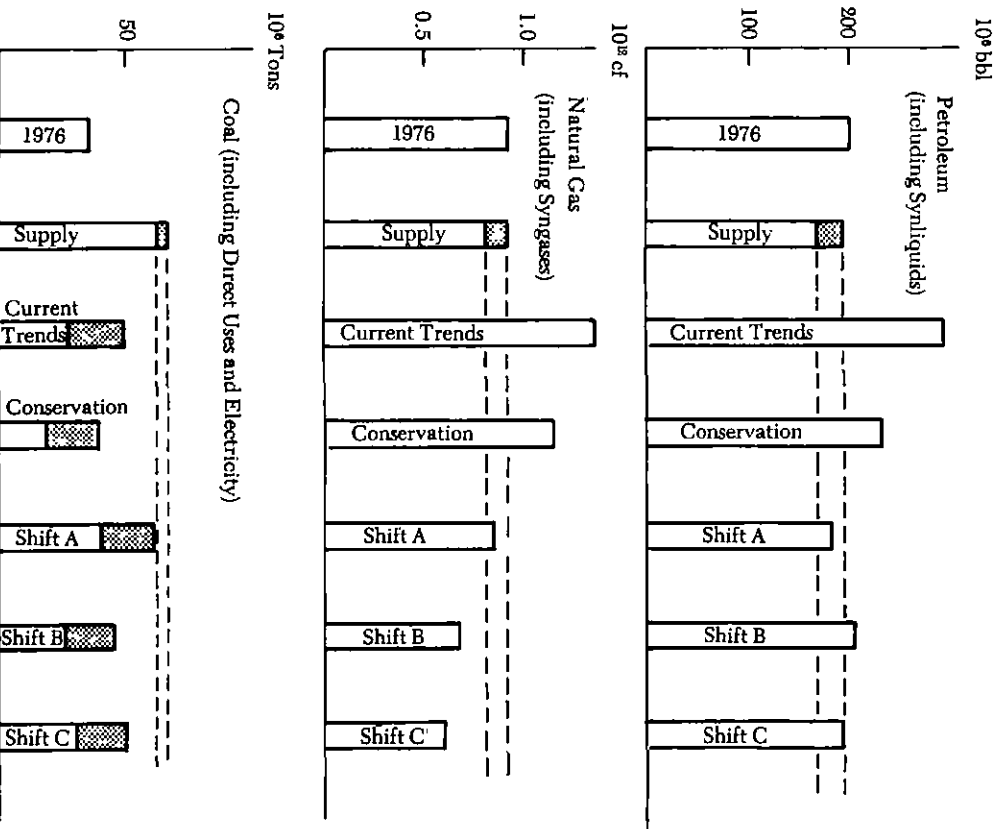 10⁶ bbl
200
100
Petroleum
(including Synliquids)
1976
Supply
Current Trends
Conservation
Shift A
Shift B
Shift C
10¹² cf
1.0
0.5
Natural Gas
(including Syngases)
1976
Supply
Current Trends
Conservation
Shift A
Shift B
Shift C
10⁶ Tons
50
Coal (including Direct Uses and Electricity)
1976
Supply
Current
Trends
Conservation
Shift A
Shift B
Shift C